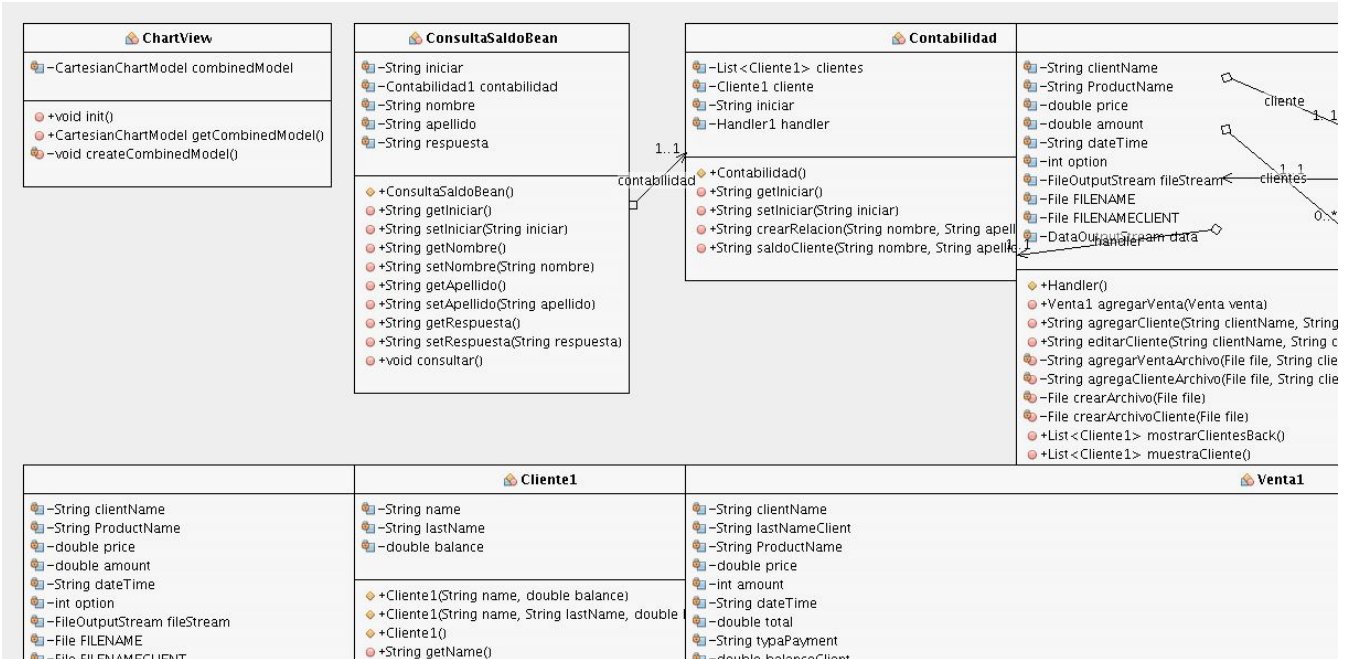 ChartView
-CartesianChartModel combinedModel
+void init()
+CartesianChartModel getCombinedModel()
-void createCombinedModel()
ConsultaSaldoBean
-String iniciar
-Contabilidad1 contabilidad
-String nombre
-String apellido
-String respuesta
+ConsultaSaldoBean()
+String getIniciar()
+String setIniciar(String iniciar)
+String getNombre()
+String setNombre(String nombre)
+String getApellido()
+String setApellido(String apellido)
+String getRespuesta()
+String setRespuesta(String respuesta)
+void consultar()
1..1
contabilidad
Contabilidad
-List<Cliente1> clientes
-Cliente1 cliente
-String iniciar
-Handler1 handler
+Contabilidad()
+String getIniciar()
+String setIniciar(String iniciar)
+String crearRelacion(String nombre, String apell
+String saldoCliente(String nombre, String apellic
-String clientName
-String ProductName
-double price
-double amount
-String dateTime
-int option
-FileOutputStream fileStream
-File FILENAME
-File FILENAMECLIENT
-DataOutputStream data
cliente
1..1
1..1
clientes
0..*
handler
1..1
+Handler()
+Venta1 agregarVenta(Venta venta)
+String agregarCliente(String clientName, String
+String editarCliente(String clientName, String c
-String agregarVentaArchivo(File file, String clie
-String agregaClienteArchivo(File file, String clie
-File crearArchivo(File file)
-File crearArchivoCliente(File file)
+List<Cliente1> mostrarClientesBack()
+List<Cliente1> muestraCliente()
-String clientName
-String ProductName
-double price
-double amount
-String dateTime
-int option
-FileOutputStream fileStream
-File FILENAME
-File FILENAMECLIENT
Cliente1
-String name
-String lastName
-double balance
+Cliente1(String name, double balance)
+Cliente1(String name, String lastName, double
+Cliente1()
+String getName()
Venta1
-String clientName
-String lastNameClient
-String ProductName
-double price
-int amount
-String dateTime
-double total
-String typaPayment
-double balanceClient